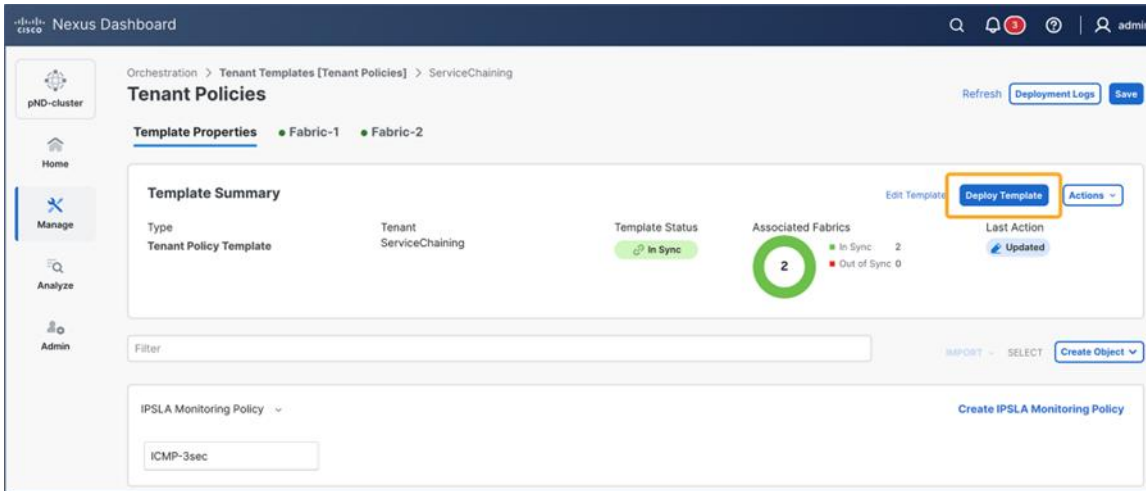 cisco Nexus Dashboard
3
admin
pND-cluster
Home
Manage
Analyze
Admin
Orchestration > Tenant Templates [Tenant Policies] > ServiceChaining
Tenant Policies
Refresh Deployment Logs Save
Template Properties Fabric-1 Fabric-2
Template Summary
Edit Template Deploy Template Actions
Type
Tenant Policy Template
Tenant
ServiceChaining
Template Status
In Sync
Associated Fabrics
2
In Sync 2
Out of Sync 0
Last Action
Updated
Filter
IMPORT SELECT Create Object
IPSLA Monitoring Policy
Create IPSLA Monitoring Policy
ICMP-3sec